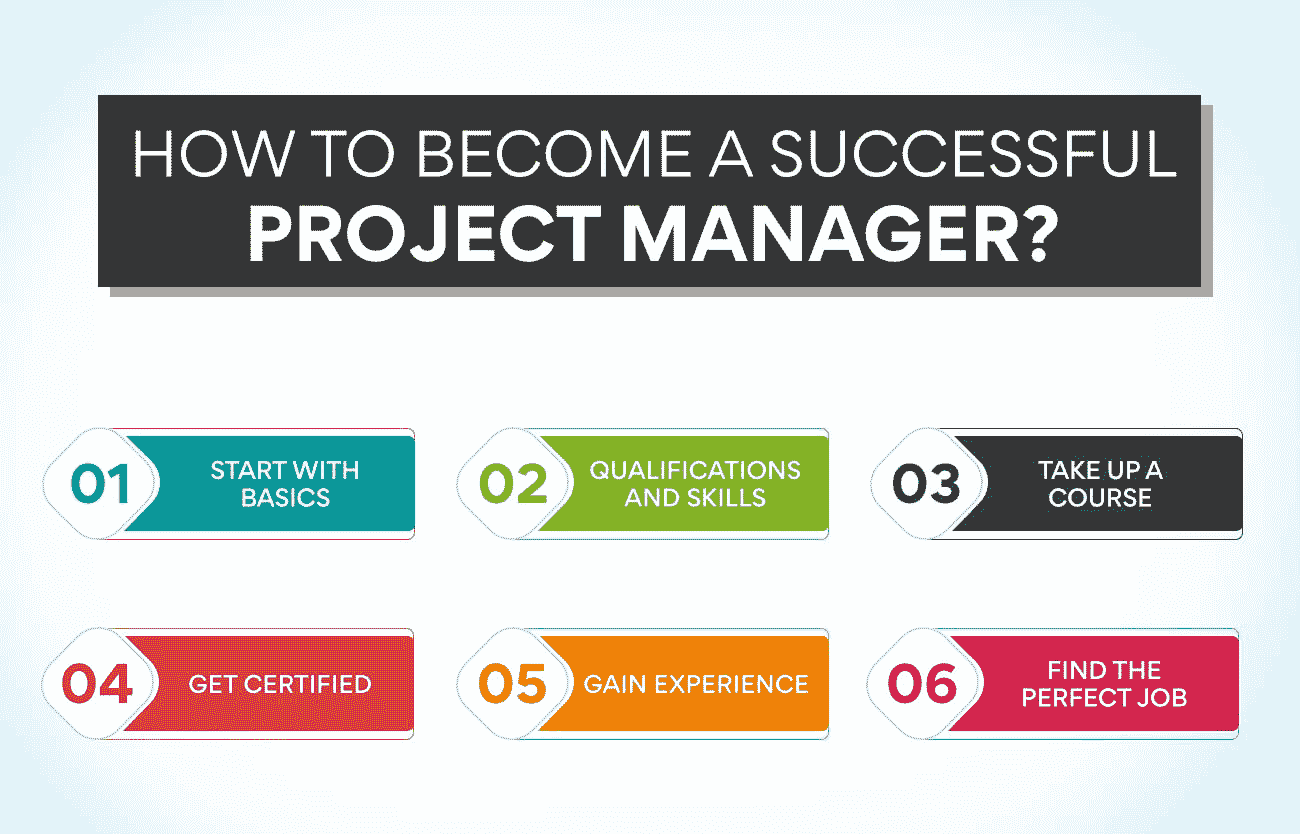 HOW TO BECOME A SUCCESSFUL
PROJECT MANAGER?
01
START WITH
BASICS
02
QUALIFICATIONS
AND SKILLS
03
TAKE UP A
COURSE
04
GET CERTIFIED
05
GAIN EXPERIENCE
06
FIND THE
PERFECT JOB